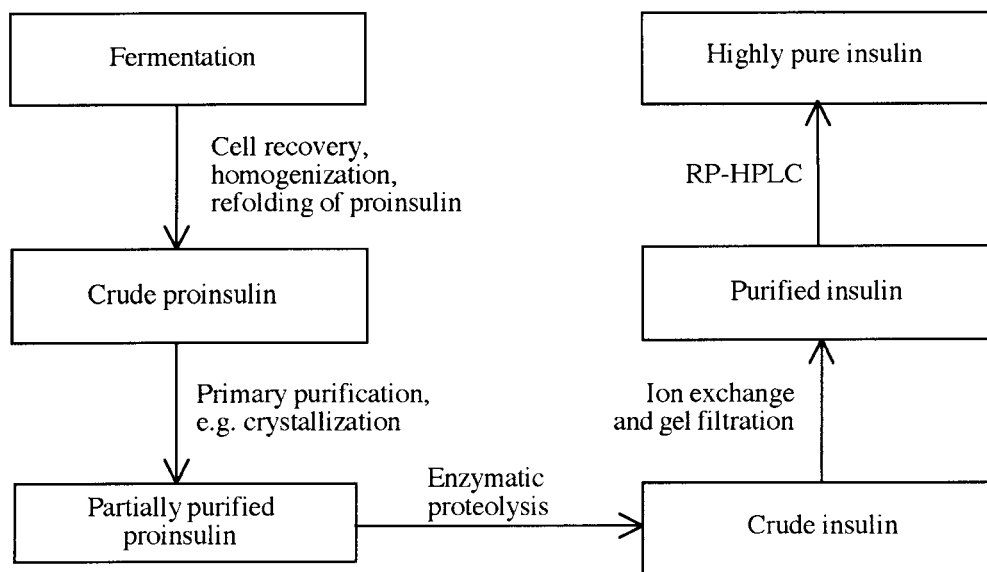 Fermentation
Cell recovery,
homogenization,
refolding of proinsulin
Crude proinsulin
Primary purification,
e.g. crystallization
Partially purified
proinsulin
Enzymatic
proteolysis
Crude insulin
Ion exchange
and gel filtration
Purified insulin
RP-HPLC
Highly pure insulin